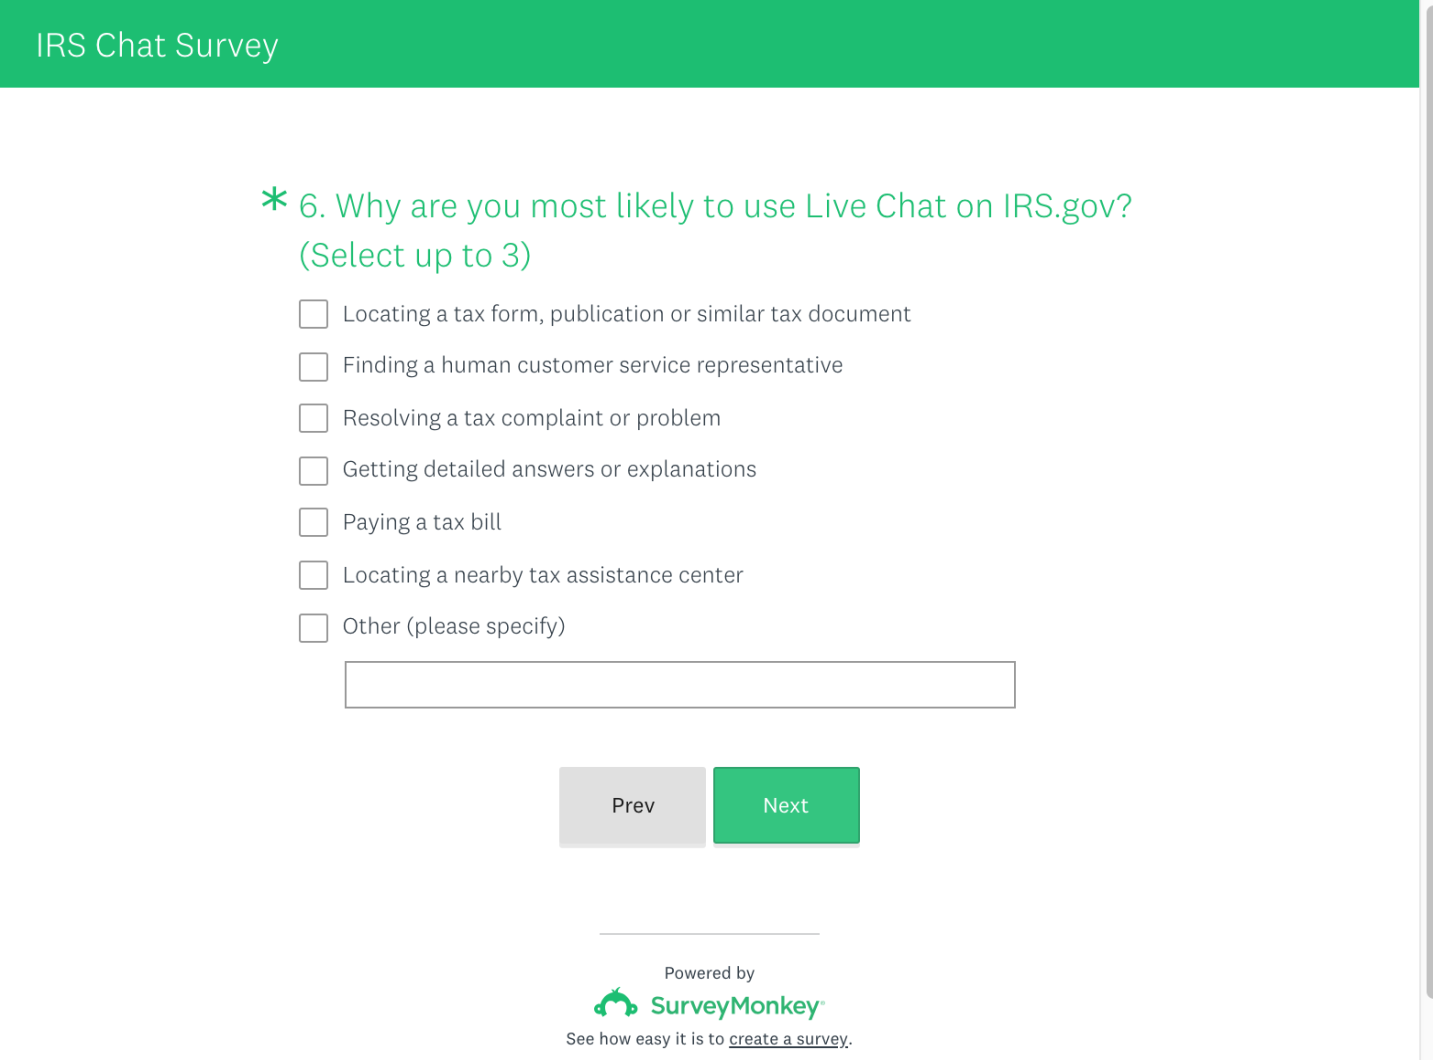 IRS Chat Survey
* 6. Why are you most likely to use Live Chat on IRS.gov?
(Select up to 3)
Locating a tax form, publication or similar tax document
Finding a human customer service representative
Resolving a tax complaint or problem
Getting detailed answers or explanations
Paying a tax bill
Locating a nearby tax assistance center
Other (please specify)
Prev
Next
Powered by
SurveyMonkey
See how easy it is to create a survey.